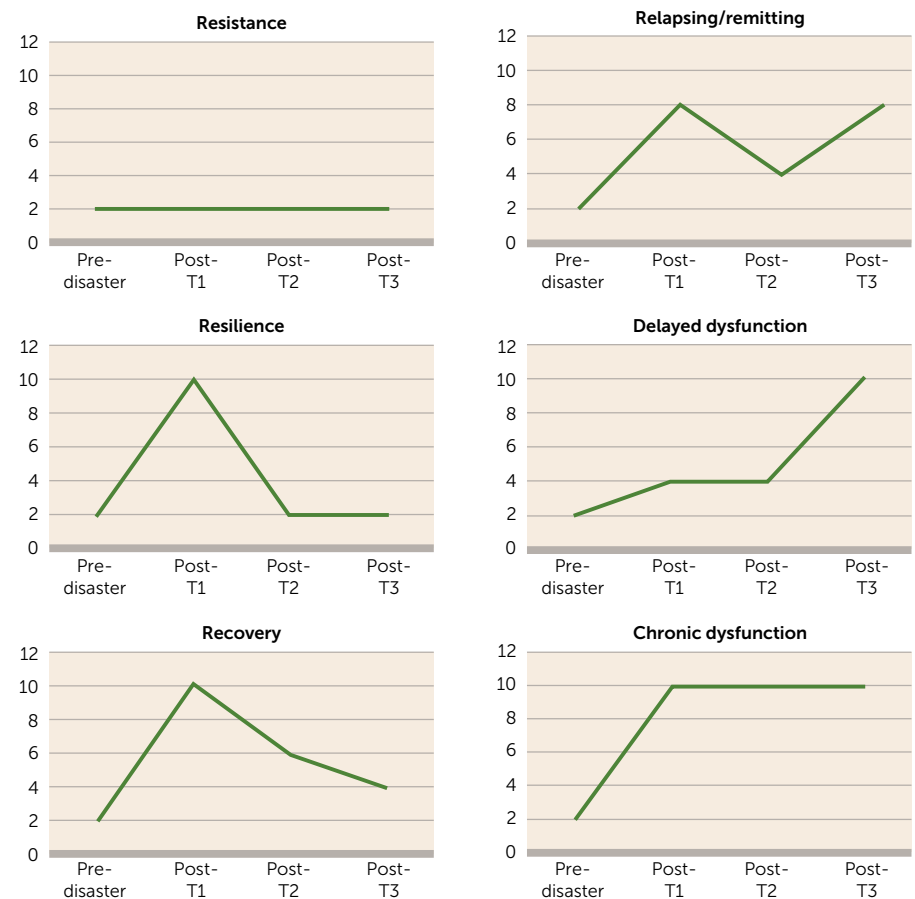 Resistance
12
10
8
6
4
2
0
Pre-
disaster
Post-
T1
Post-
T2
Post-
T3
Relapsing/remitting
12
10
8
6
4
2
0
Pre-
disaster
Post-
T1
Post-
T2
Post-
T3
Resilience
12
10
8
6
4
2
0
Pre-
disaster
Post-
T1
Post-
T2
Post-
T3
Delayed dysfunction
12
10
8
6
4
2
0
Pre-
disaster
Post-
T1
Post-
T2
Post-
T3
Recovery
12
10
8
6
4
2
0
Pre-
disaster
Post-
T1
Post-
T2
Post-
T3
Chronic dysfunction
12
10
8
6
4
2
0
Pre-
disaster
Post-
T1
Post-
T2
Post-
T3